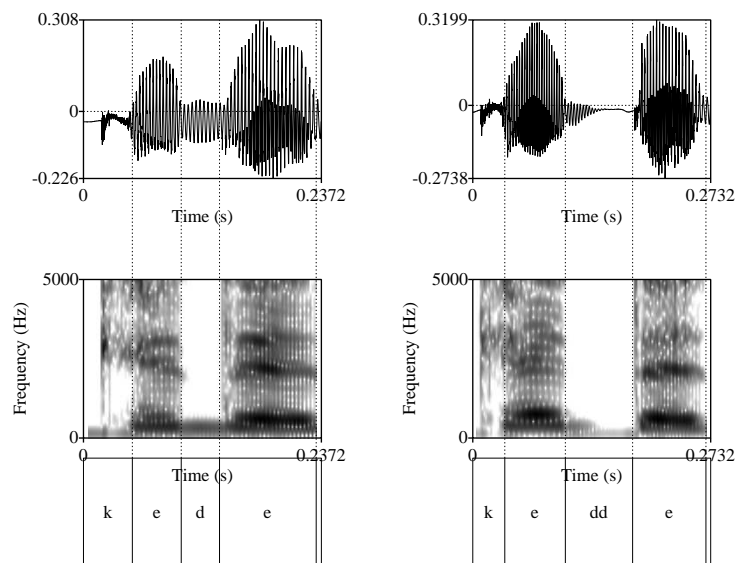 0.308
0
-0.226
0 0.2372
Time (s)
5000
Frequency (Hz)
0
0 0.2372
Time (s)
k e d e
0.3199
0
-0.2738
0 0.2732
Time (s)
5000
Frequency (Hz)
0
0 0.2732
Time (s)
k e dd e